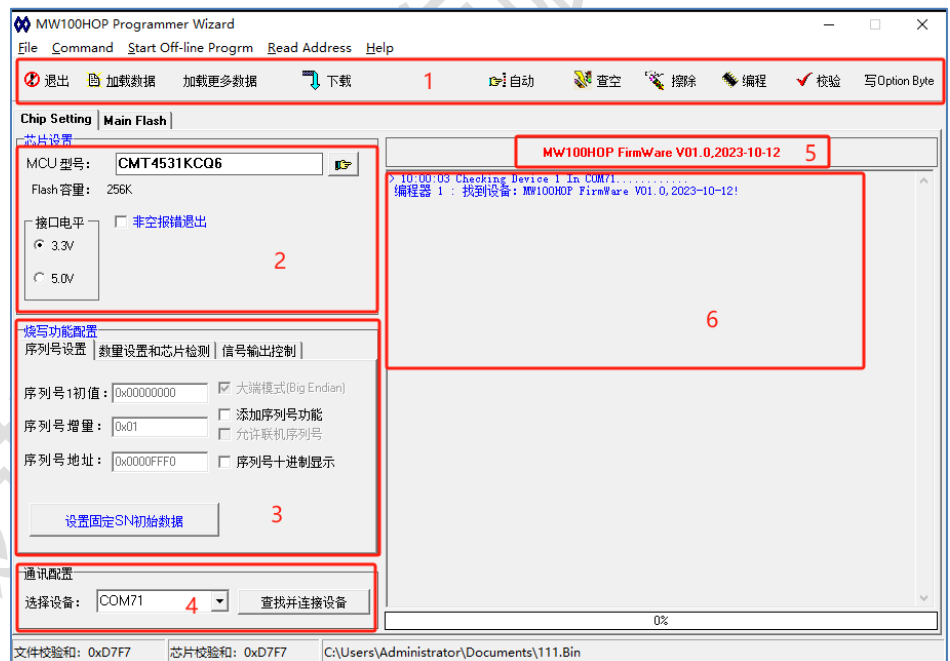 MW100HOP Programmer Wizard
File Command Start Off-line Progrm Read Address Help
退出 加载数据 加载更多数据 下载 1 自动 查空 擦除 编程 校验 写Option Byte
Chip Setting Main Flash
芯片设置
MCU型号： CMT4531KCQ6
Flash容量： 256K
接口电平 非空报错退出
3.3V
5.0V
2
MW100HOP FirmWare V01.0,2023-10-12 5
> 10:00:03 Checking Device 1 In COM71............
编程器 1 : 找到设备: MW100HOP FirmWare V01.0,2023-10-12!
6
烧写功能配置
序列号设置 数量设置和芯片检测 信号输出控制
序列号1初值： 0x00000000 大端模式(Big Endian)
添加序列号功能
序列号增量： 0x01 允许联机序列号
序列号地址： 0x0000FFF0 序列号十进制显示
设置固定SN初始数据 3
通讯配置
选择设备： COM71 4 查找并连接设备
0%
文件校验和: 0xD7F7 芯片校验和: 0xD7F7 C:\Users\Administrator\Documents\111.Bin